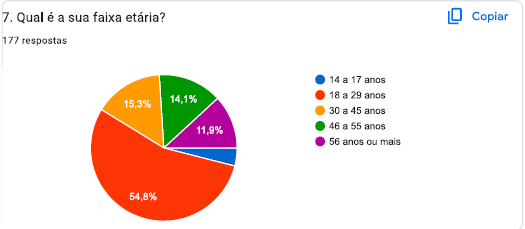 7. Qual é a sua faixa etária?
Copiar
177 respostas
14 a 17 anos
18 a 29 anos
30 a 45 anos
46 a 55 anos
56 anos ou mais
15,3%
14,1%
11,9%
54,8%